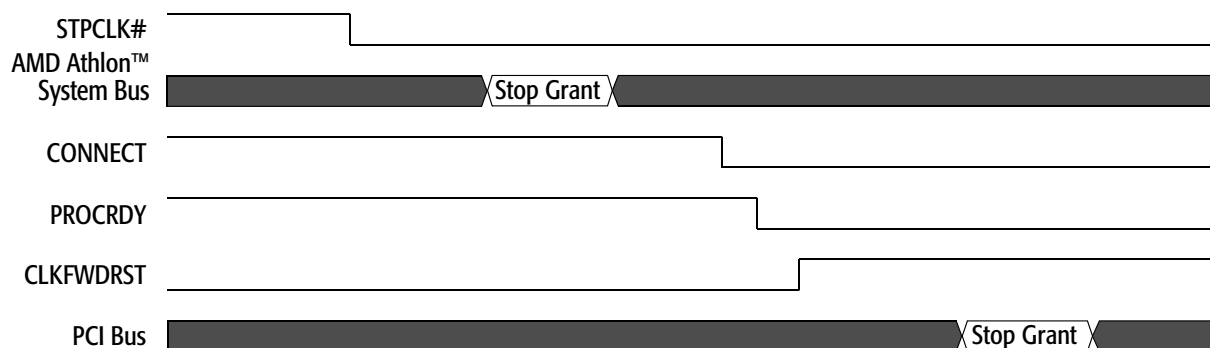 STPCLK#
AMD Athlon™
System Bus
Stop Grant
CONNECT
PROCRDY
CLKFWDRST
PCI Bus
Stop Grant